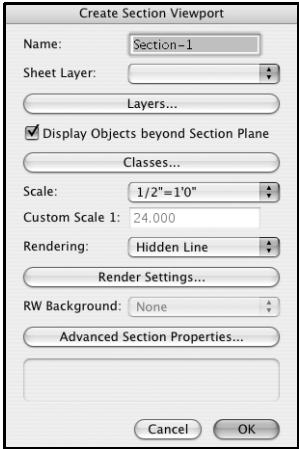 Create Section Viewport
Name: Section-1
Sheet Layer:
Layers...
Display Objects beyond Section Plane
Classes...
Scale: 1/2"=1'0"
Custom Scale 1: 24.000
Rendering: Hidden Line
Render Settings...
RW Background: None
Advanced Section Properties...
Cancel OK